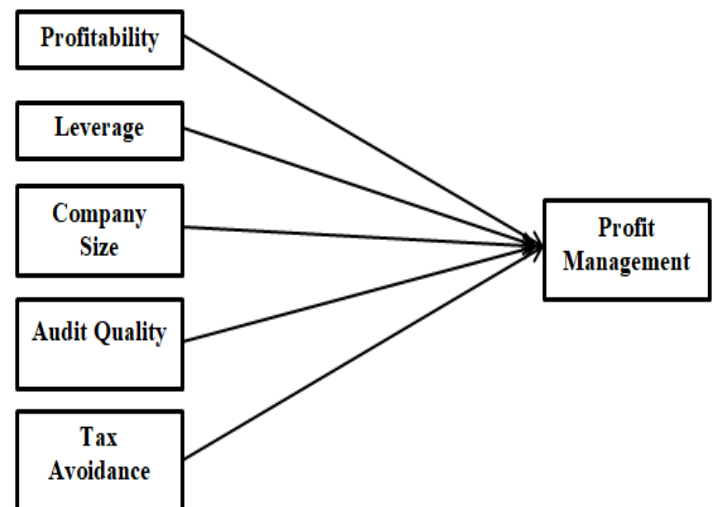 Profitability
Leverage
Company
Size
Audit Quality
Tax
Avoidance
Profit
Management